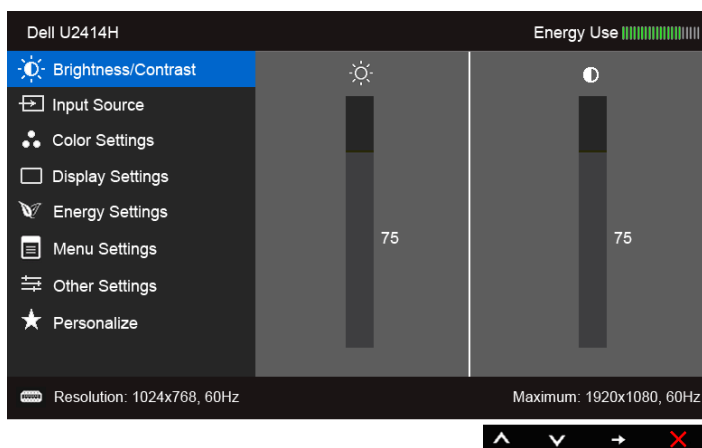 Dell U2414H Energy Use
Brightness/Contrast
Input Source
Color Settings
Display Settings
Energy Settings
75 75
Menu Settings
Other Settings
Personalize
Resolution: 1024x768, 60Hz Maximum: 1920x1080, 60Hz